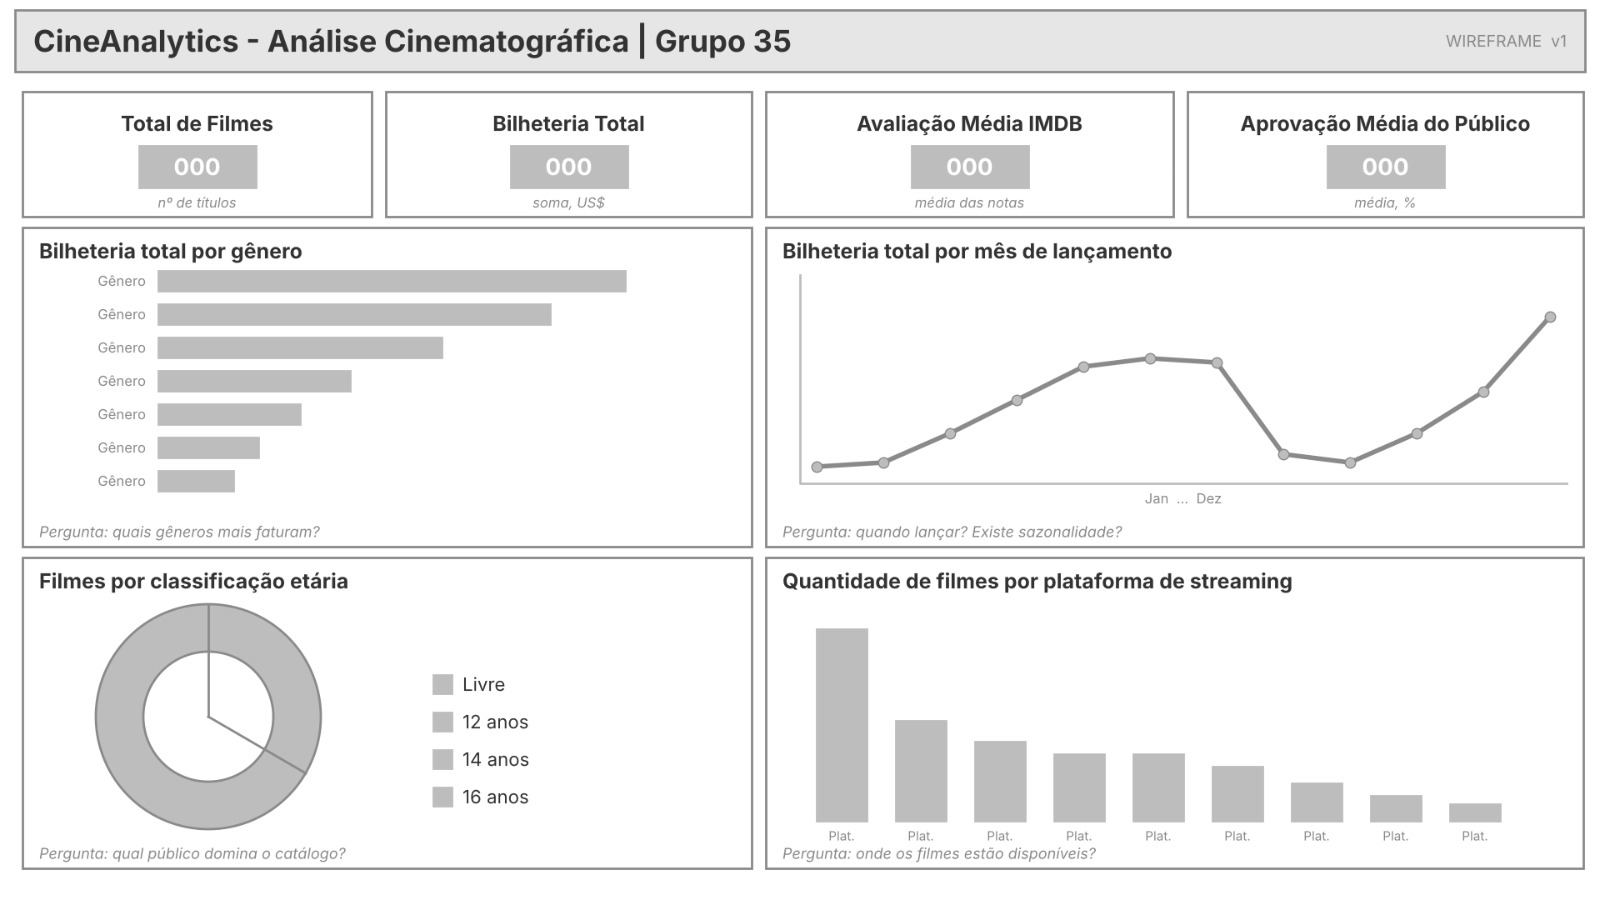 CineAnalytics - Análise Cinematográfica | Grupo 35
WIREFRAME v1
Total de Filmes
000
nº de títulos
Bilheteria Total
000
soma, US$
Avaliação Média IMDB
000
média das notas
Aprovação Média do Público
000
média, %
Bilheteria total por gênero
Gênero
Gênero
Gênero
Gênero
Gênero
Gênero
Gênero
Pergunta: quais gêneros mais faturam?
Bilheteria total por mês de lançamento
Jan ... Dez
Pergunta: quando lançar? Existe sazonalidade?
Filmes por classificação etária
Livre
12 anos
14 anos
16 anos
Pergunta: qual público domina o catálogo?
Quantidade de filmes por plataforma de streaming
Plat. Plat. Plat. Plat. Plat. Plat. Plat. Plat. Plat.
Pergunta: onde os filmes estão disponíveis?